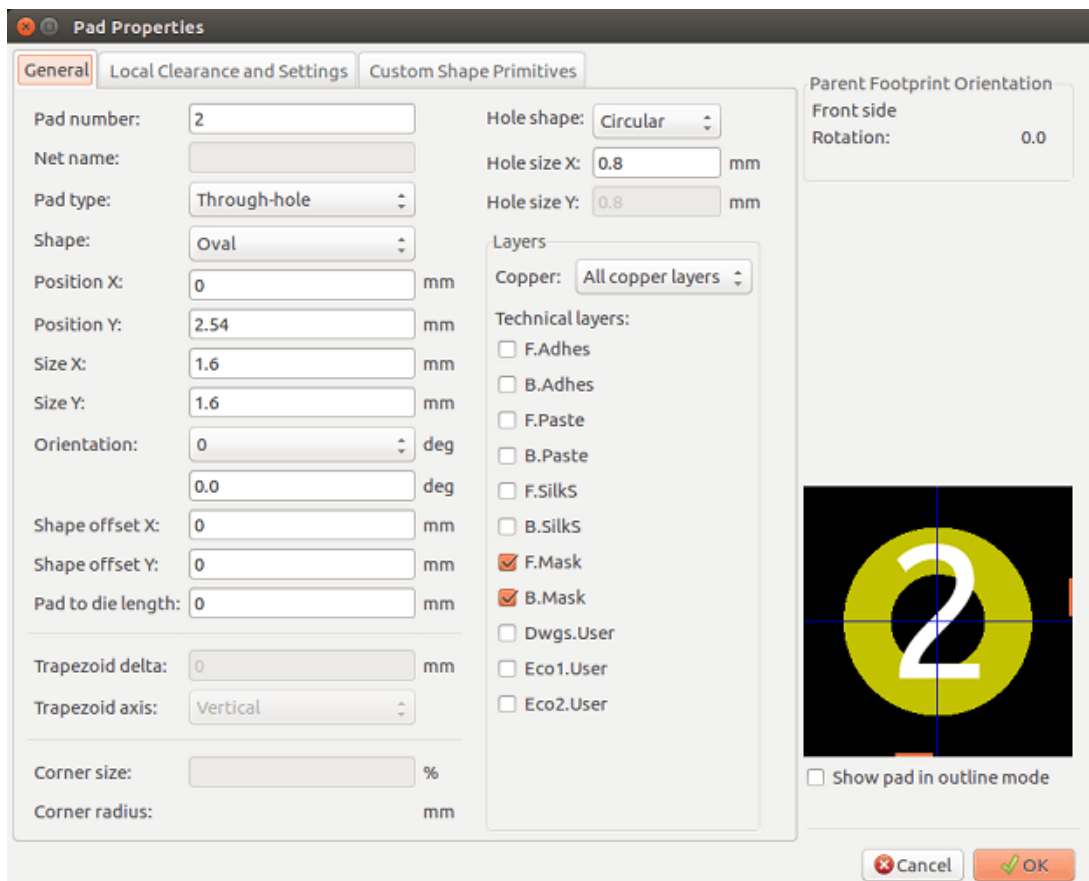 Pad Properties
General
Local Clearance and Settings
Custom Shape Primitives
Pad number: 2
Net name:
Pad type: Through-hole
Shape: Oval
Position X: 0 mm
Position Y: 2.54 mm
Size X: 1.6 mm
Size Y: 1.6 mm
Orientation: 0 deg
0.0 deg
Shape offset X: 0 mm
Shape offset Y: 0 mm
Pad to die length: 0 mm
Trapezoid delta: 0 mm
Trapezoid axis: Vertical
Corner size: %
Corner radius: mm
Hole shape: Circular
Hole size X: 0.8 mm
Hole size Y: 0.8 mm
Layers
Copper: All copper layers
Technical layers:
F.Adhes
B.Adhes
F.Paste
B.Paste
F.SilkS
B.SilkS
F.Mask
B.Mask
Dwgs.User
Eco1.User
Eco2.User
Parent Footprint Orientation
Front side
Rotation: 0.0
2
Show pad in outline mode
Cancel
OK